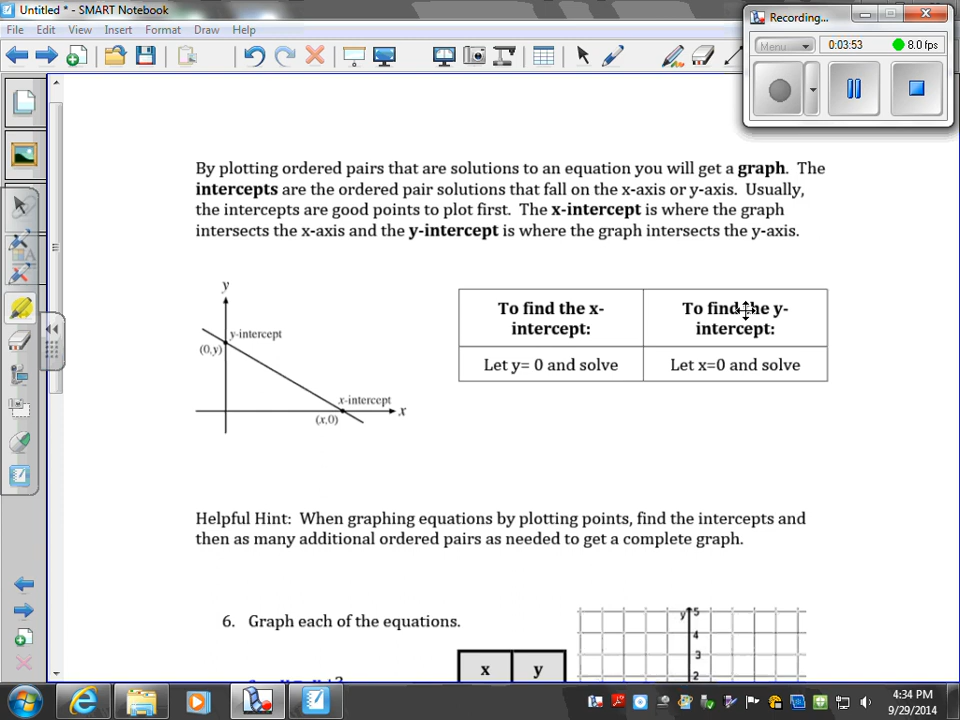 Untitled * - SMART Notebook
File Edit View Insert Format Draw Help
Recording...
Menu 0:03:53 8.0 fps
By plotting ordered pairs that are solutions to an equation you will get a graph. The
intercepts are the ordered pair solutions that fall on the x-axis or y-axis. Usually,
the intercepts are good points to plot first. The x-intercept is where the graph
intersects the x-axis and the y-intercept is where the graph intersects the y-axis.
y
y-intercept
(0,y)
x-intercept
x
(x,0)
To find the x-
intercept:
To find the y-
intercept:
Let y= 0 and solve
Let x=0 and solve
Helpful Hint: When graphing equations by plotting points, find the intercepts and
then as many additional ordered pairs as needed to get a complete graph.
6. Graph each of the equations.
x y
y 5
4
3
2
4:34 PM
9/29/2014